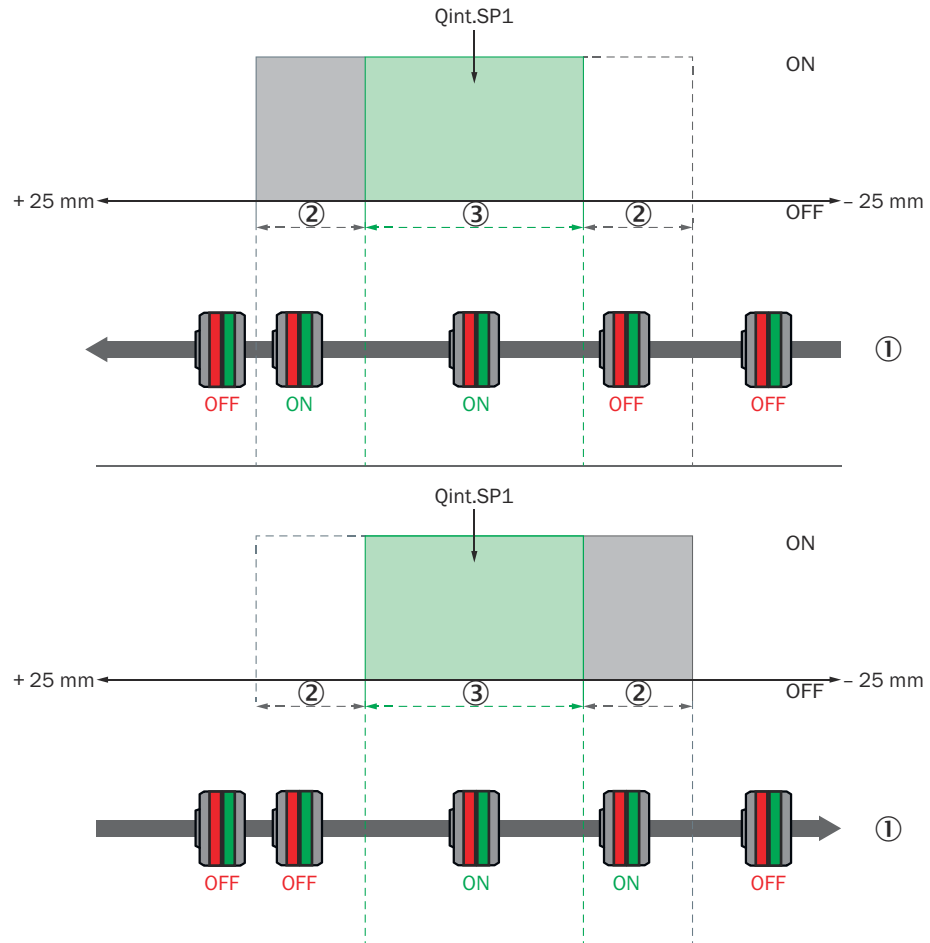 Qint.SP1
ON
+ 25 mm
② ③ ②
OFF
– 25 mm
①
OFF ON ON OFF OFF
Qint.SP1
ON
+ 25 mm
② ③ ②
OFF
– 25 mm
①
OFF OFF ON ON OFF